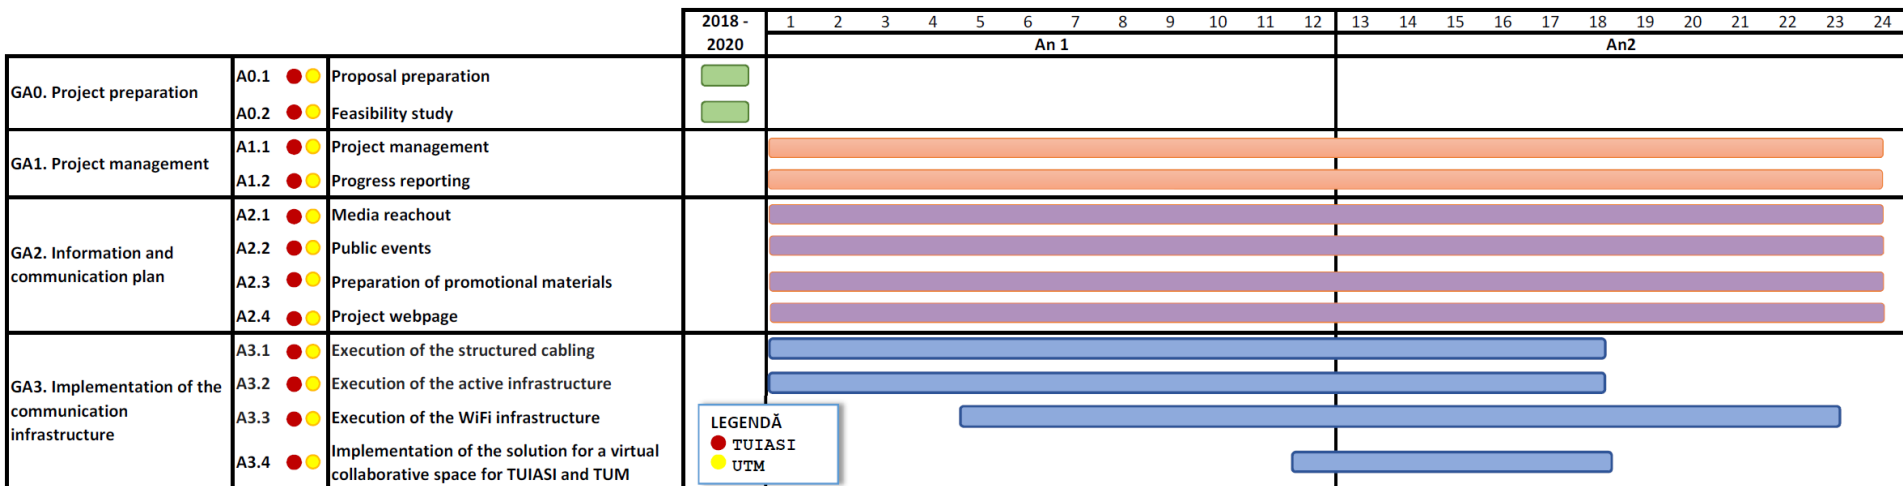 2018 - 1 2 3 4 5 6 7 8 9 10 11 12 13 14 15 16 17 18 19 20 21 22 23 24
2020 An 1 An2
GA0. Project preparation
A0.1 Proposal preparation
A0.2 Feasibility study
GA1. Project management
A1.1 Project management
A1.2 Progress reporting
GA2. Information and
communication plan
A2.1 Media reachout
A2.2 Public events
A2.3 Preparation of promotional materials
A2.4 Project webpage
GA3. Implementation of the
communication
infrastructure
A3.1 Execution of the structured cabling
A3.2 Execution of the active infrastructure
A3.3 Execution of the WiFi infrastructure
A3.4 Implementation of the solution for a virtual
collaborative space for TUIASI and TUM
LEGENDĂ
TUIASI
UTM